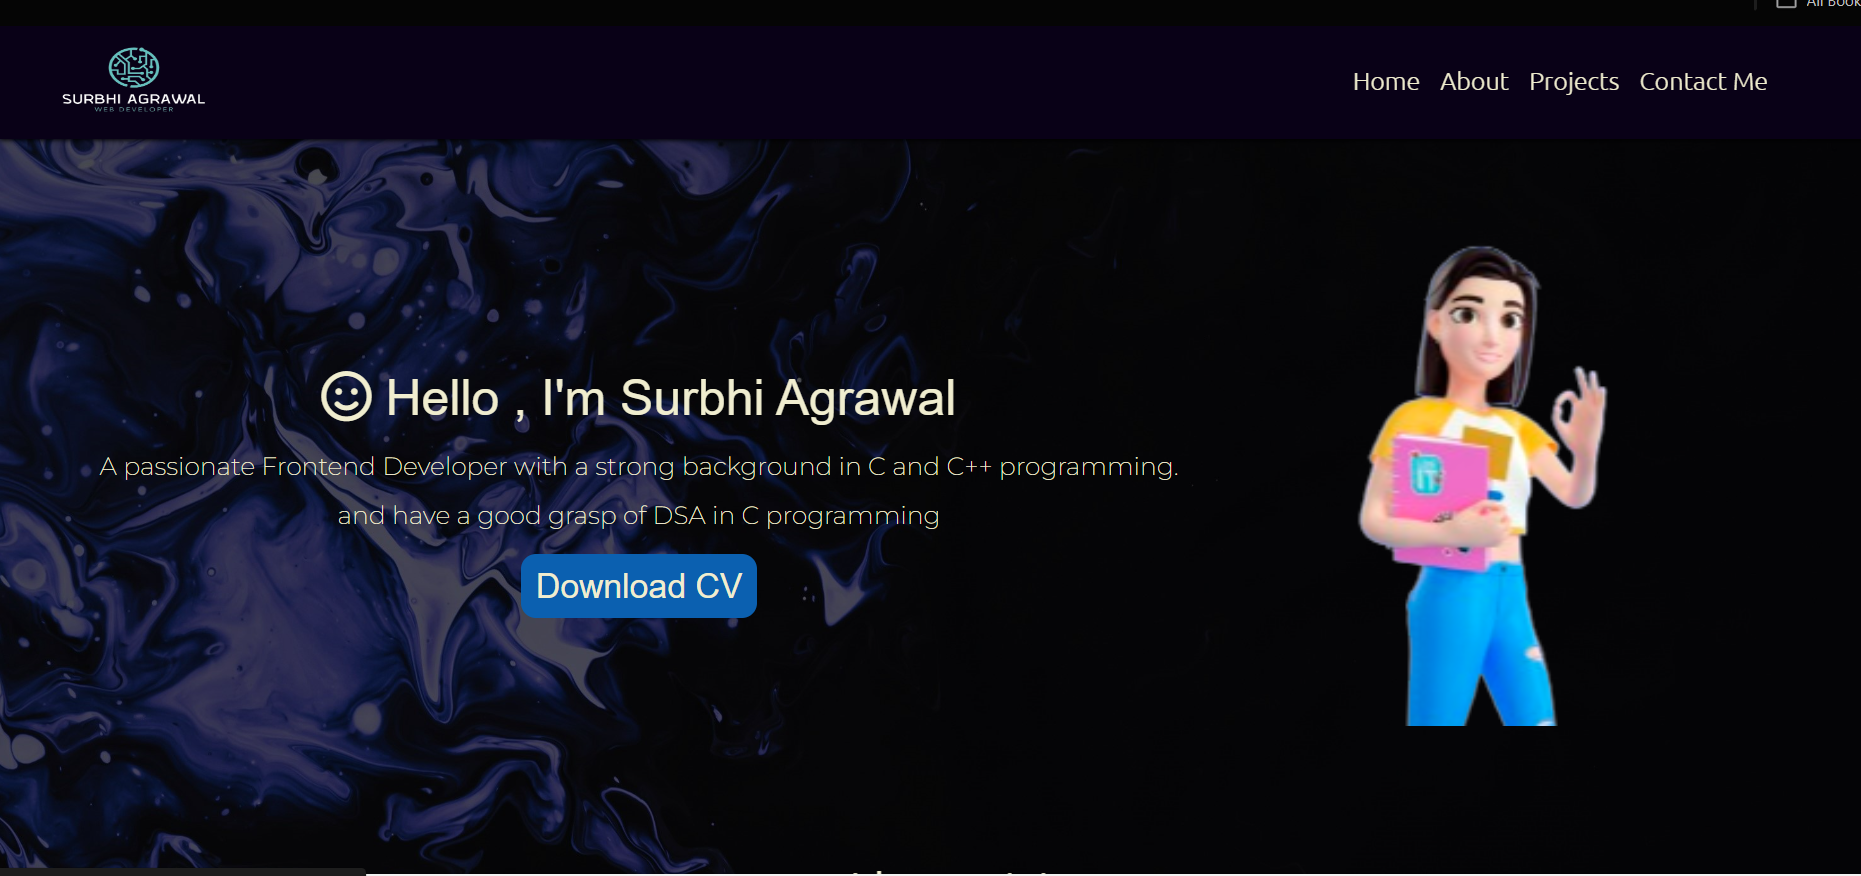 All Book
SURBHI AGRAWAL
WEB DEVELOPER
Home About Projects Contact Me
Hello , I'm Surbhi Agrawal
A passionate Frontend Developer with a strong background in C and C++ programming.
and have a good grasp of DSA in C programming
Download CV